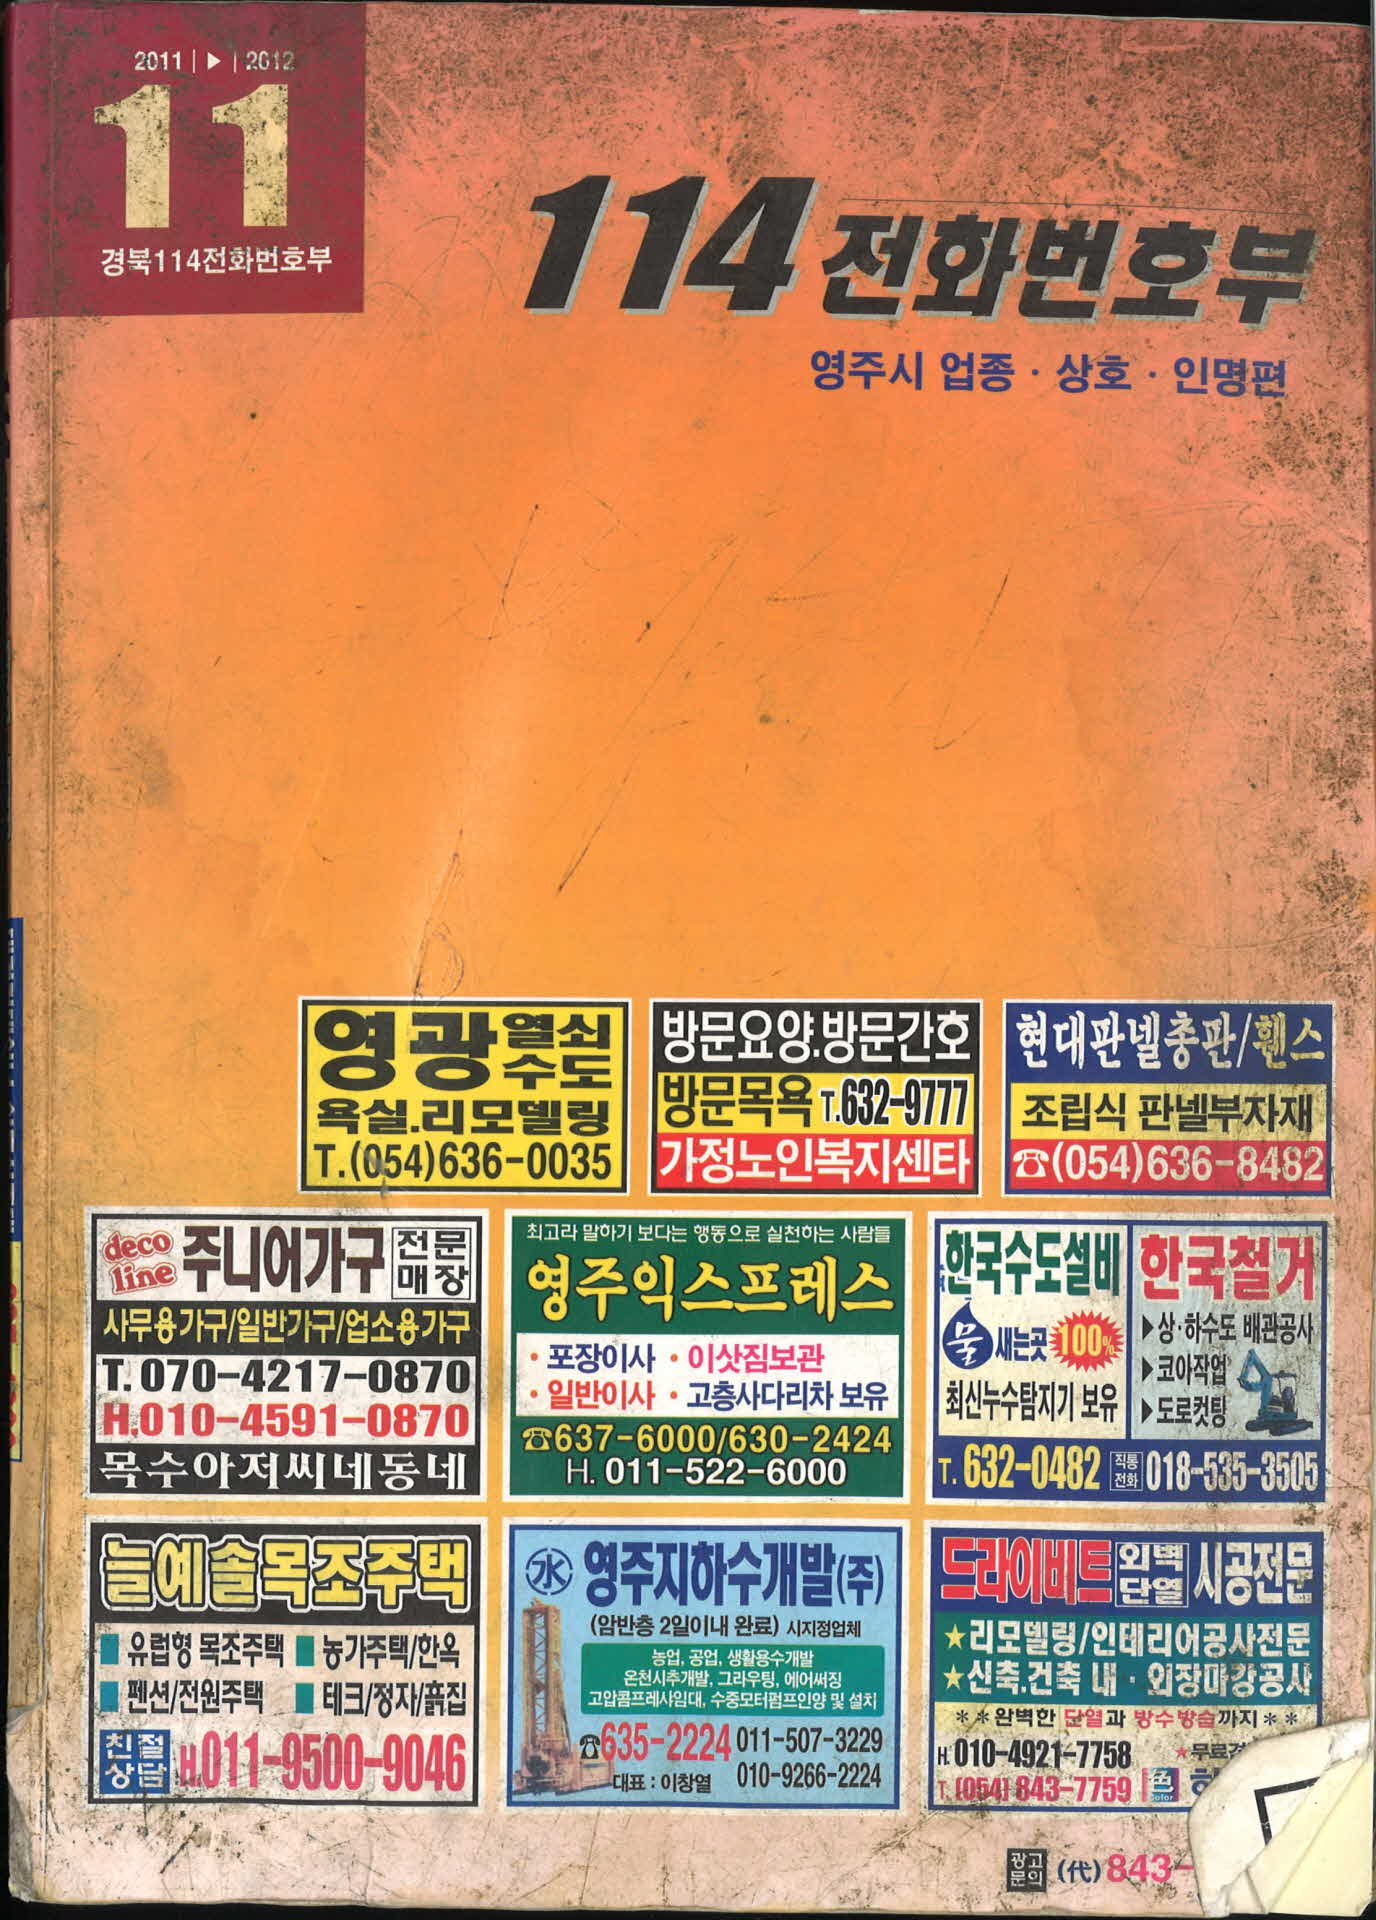 2011 | ▶ | 2012
11
경북114전화번호부
114 전화번호부
영주시 업종 · 상호 · 인명편
영광 열쇠 수도
욕실.리모델링
T.(054)636-0035
방문요양.방문간호
방문목욕 T.632-9777
가정노인복지센타
현대판넬총판/휀스
조립식 판넬부자재
☎(054)636-8482
deco line 주니어가구 전문매장
사무용가구/일반가구/업소용가구
T. 070-4217-0870
H.010-4591-0870
목수아저씨네동네
최고라 말하기 보다는 행동으로 실천하는 사람들
영주익스프레스
· 포장이사 · 이삿짐보관
· 일반이사 · 고층사다리차 보유
☎637-6000/630-2424
H. 011-522-6000
한국수도설비
물 새는곳 100%
최신누수탐지기 보유
한국철거
▶상·하수도 배관공사
▶코아작업
▶도로컷팅
T. 632-0482 직통전화 018-535-3505
늘예솔목조주택
■ 유럽형 목조주택 ■ 농가주택/한옥
■ 펜션/전원주택 ■ 테크/정자/흙집
친절상담 H.011-9500-9046
水 영주지하수개발(주)
(암반층 2일이내 완료) 시지정업체
농업, 공업, 생활용수개발
온천시추개발, 그라우팅, 에어써징
고압콤프레샤임대, 수중모터펌프인양 및 설치
☎635-2224 011-507-3229
대표 : 이창열 010-9266-2224
드라이비트 외벽단열 시공전문
★리모델링/인테리어공사전문
★신축.건축 내 · 외장마감공사
**완벽한 단열과 방수방습까지**
H. 010-4921-7758 ★무료견
T. (054) 843-7759 色 Color
광고문의 (代) 843-